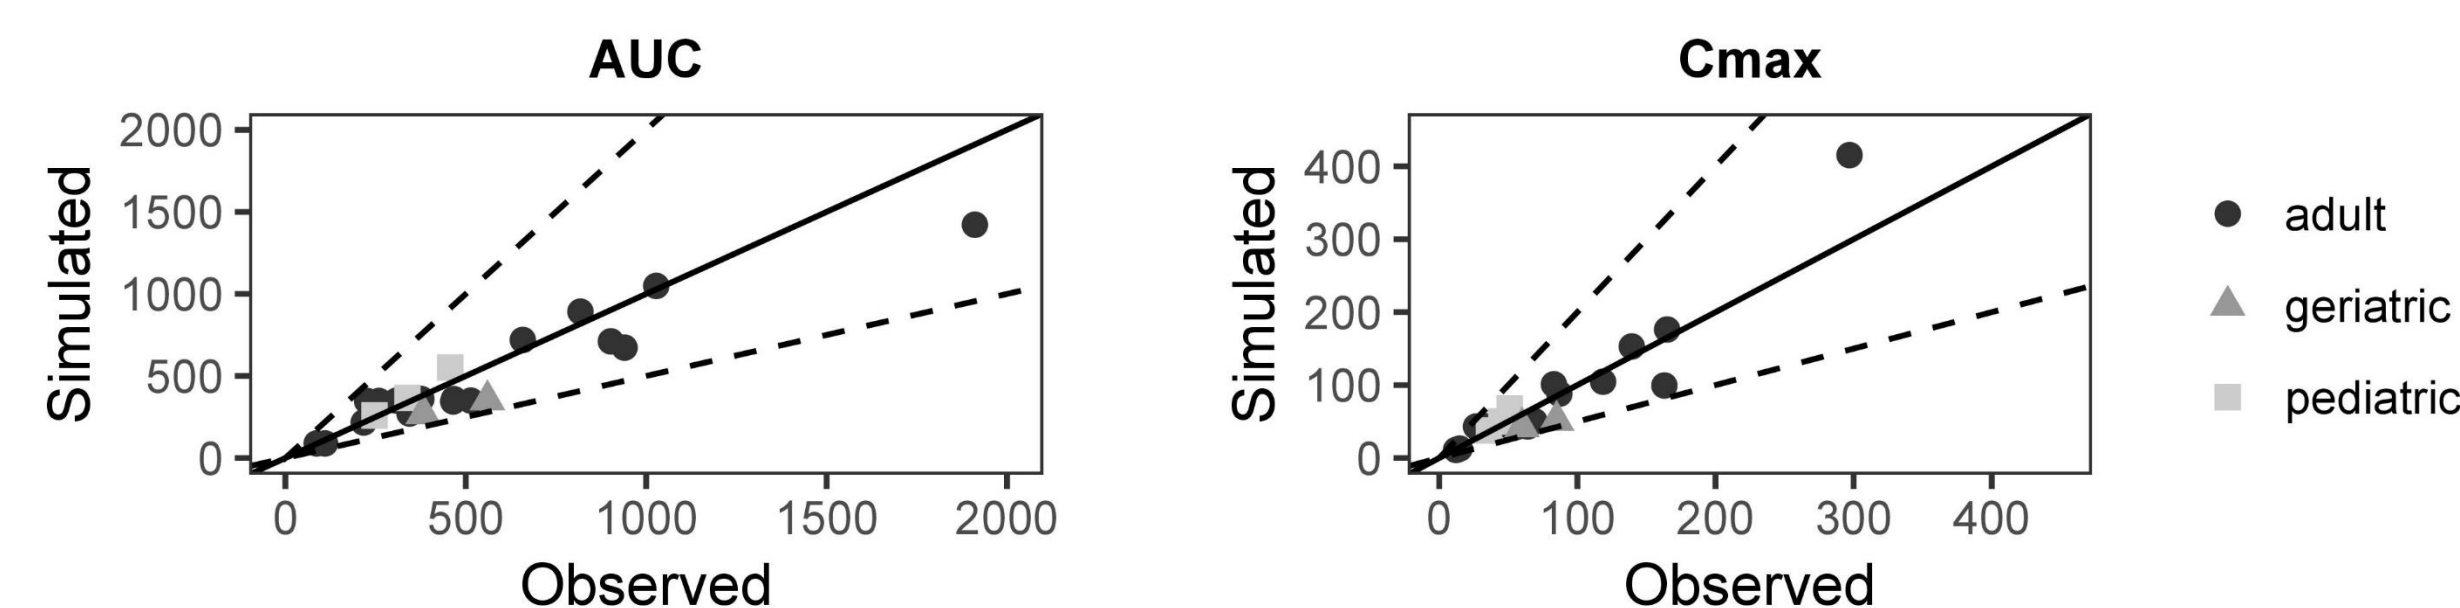 AUC
2000
1500
1000
500
0
Simulated
0 500 1000 1500 2000
Observed
Cmax
400
300
200
100
0
Simulated
0 100 200 300 400
Observed
adult
geriatric
pediatric